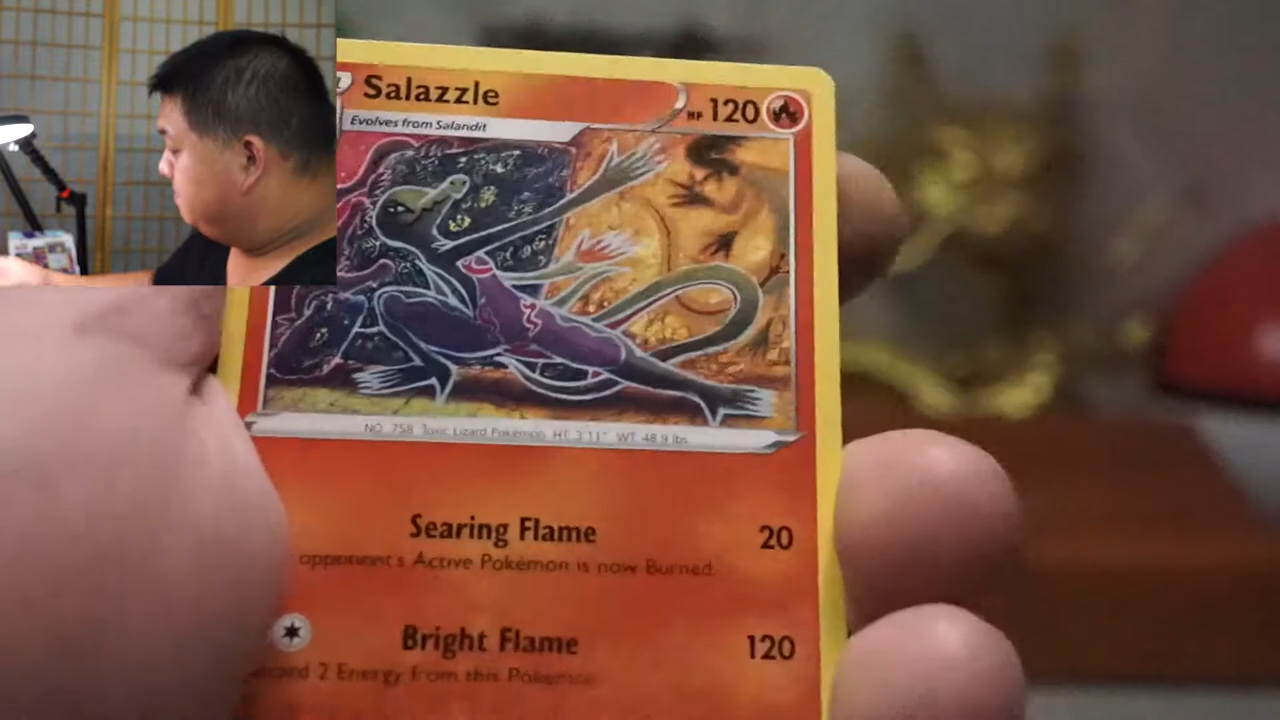 Salazzle
HP 120
Evolves from Salandit
NO. 758 Toxic Lizard Pokémon HT: 3'11" WT: 48.9 lbs.
Searing Flame 20
opponent's Active Pokémon is now Burned.
Bright Flame 120
2 Energy from this Pokémon.